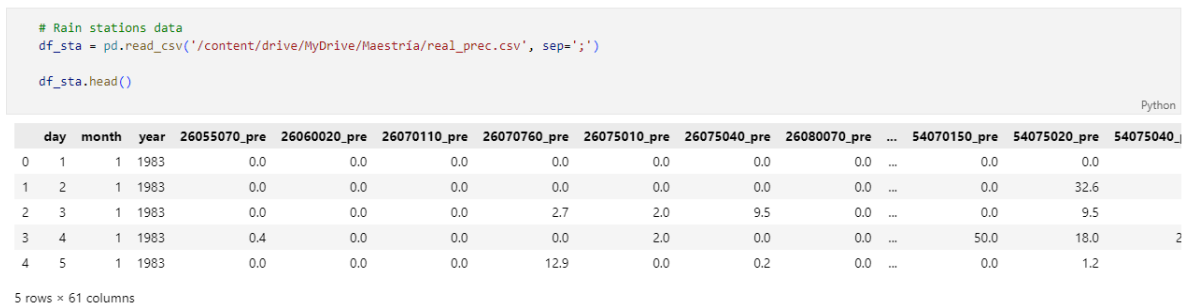 # Rain stations data
df_sta = pd.read_csv('/content/drive/MyDrive/Maestría/real_prec.csv', sep=';')
df_sta.head()
Python
day month year 26055070_pre 26060020_pre 26070110_pre 26070760_pre 26075010_pre 26075040_pre 26080070_pre ... 54070150_pre 54075020_pre 54075040_
0 1 1 1983 0.0 0.0 0.0 0.0 0.0 0.0 0.0 ... 0.0 0.0
1 2 1 1983 0.0 0.0 0.0 0.0 0.0 0.0 0.0 ... 0.0 32.6
2 3 1 1983 0.0 0.0 0.0 2.7 2.0 9.5 0.0 ... 0.0 9.5
3 4 1 1983 0.4 0.0 0.0 0.0 2.0 0.0 0.0 ... 50.0 18.0 2
4 5 1 1983 0.0 0.0 0.0 12.9 0.0 0.2 0.0 ... 0.0 1.2
5 rows × 61 columns